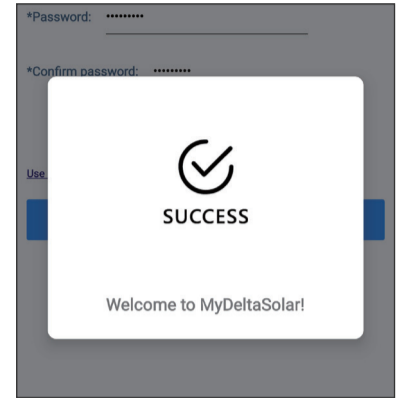 *Password: •••••••••
*Confirm password: •••••••••
Use
SUCCESS
Welcome to MyDeltaSolar!